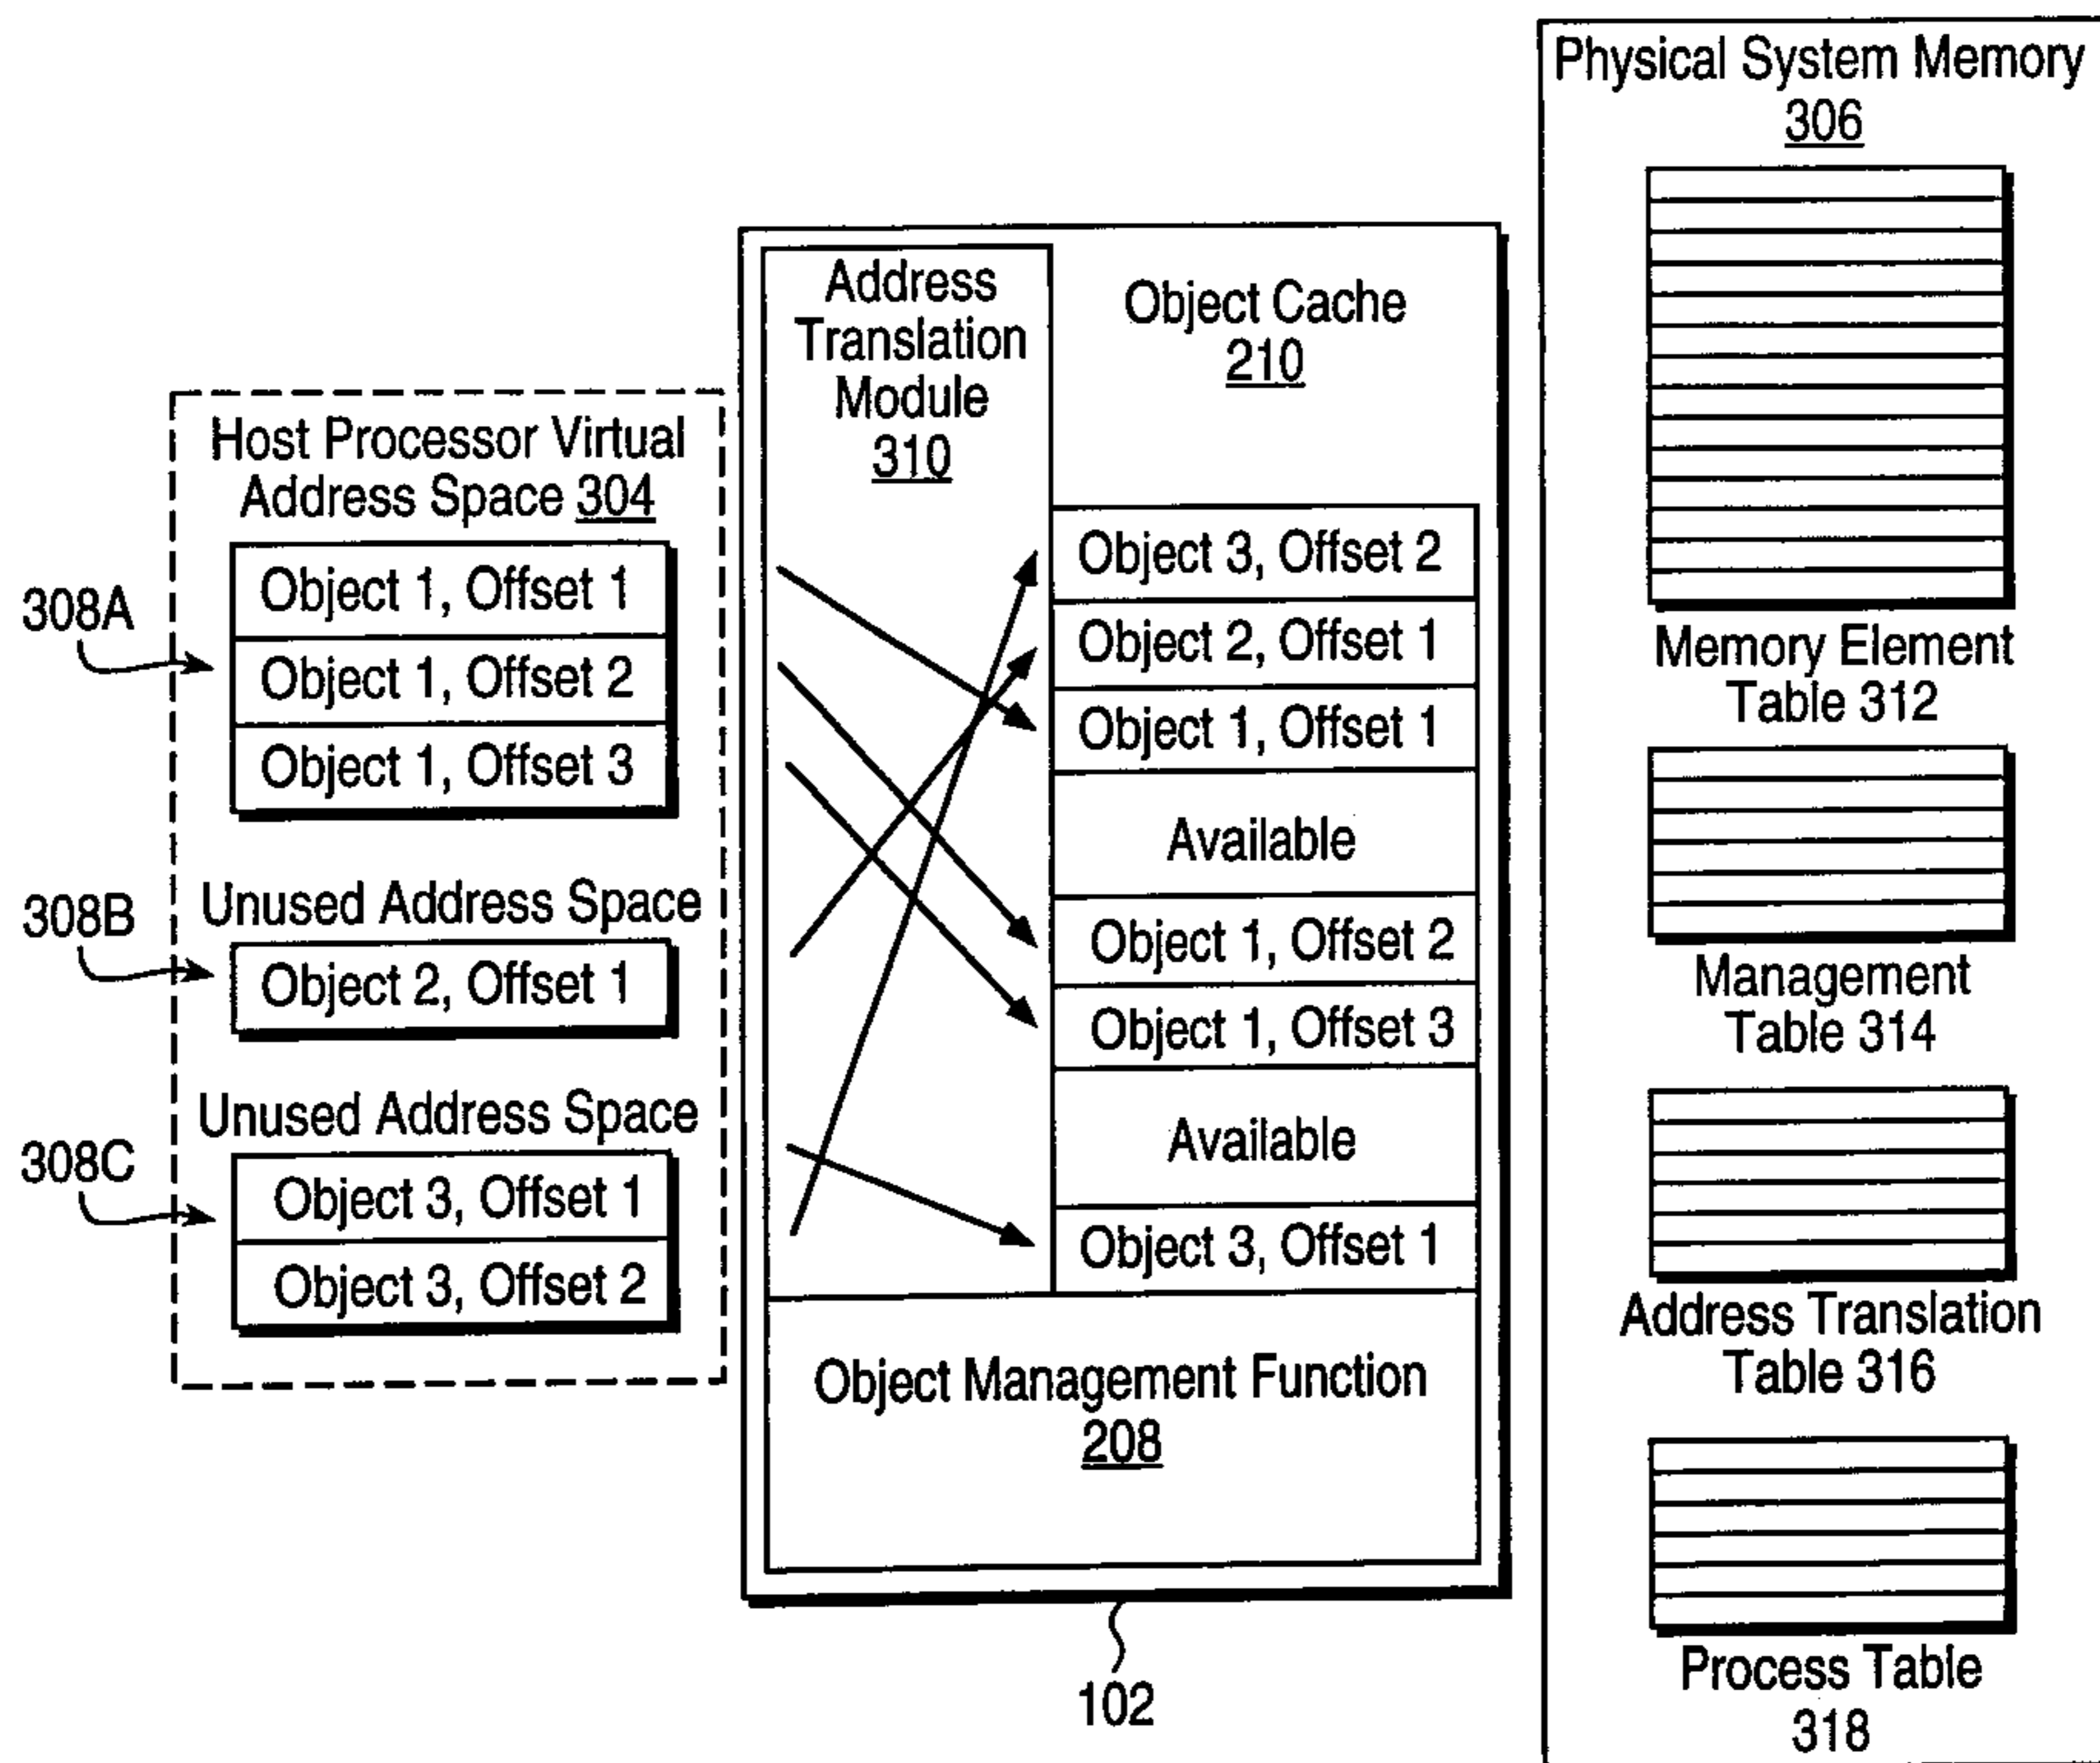 Host Processor Virtual
Address Space 304
308A
Object 1, Offset 1
Object 1, Offset 2
Object 1, Offset 3
308B
Unused Address Space
Object 2, Offset 1
308C
Unused Address Space
Object 3, Offset 1
Object 3, Offset 2
Address
Translation
Module
310
Object Cache
210
Object 3, Offset 2
Object 2, Offset 1
Object 1, Offset 1
Available
Object 1, Offset 2
Object 1, Offset 3
Available
Object 3, Offset 1
Object Management Function
208
102
Physical System Memory
306
Memory Element
Table 312
Management
Table 314
Address Translation
Table 316
Process Table
318